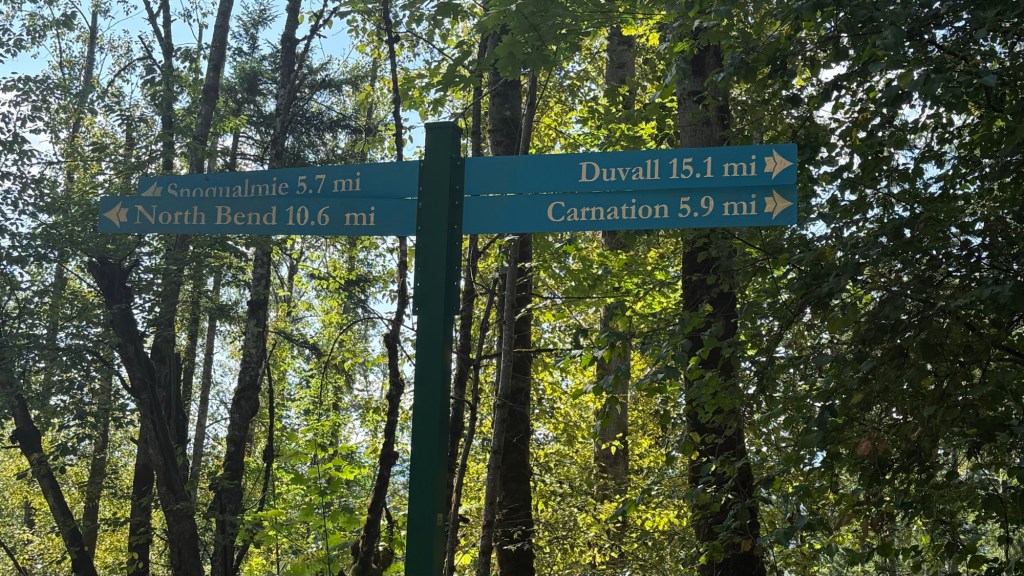 Snoqualmie 5.7 mi
North Bend 10.6 mi
Duvall 15.1 mi
Carnation 5.9 mi